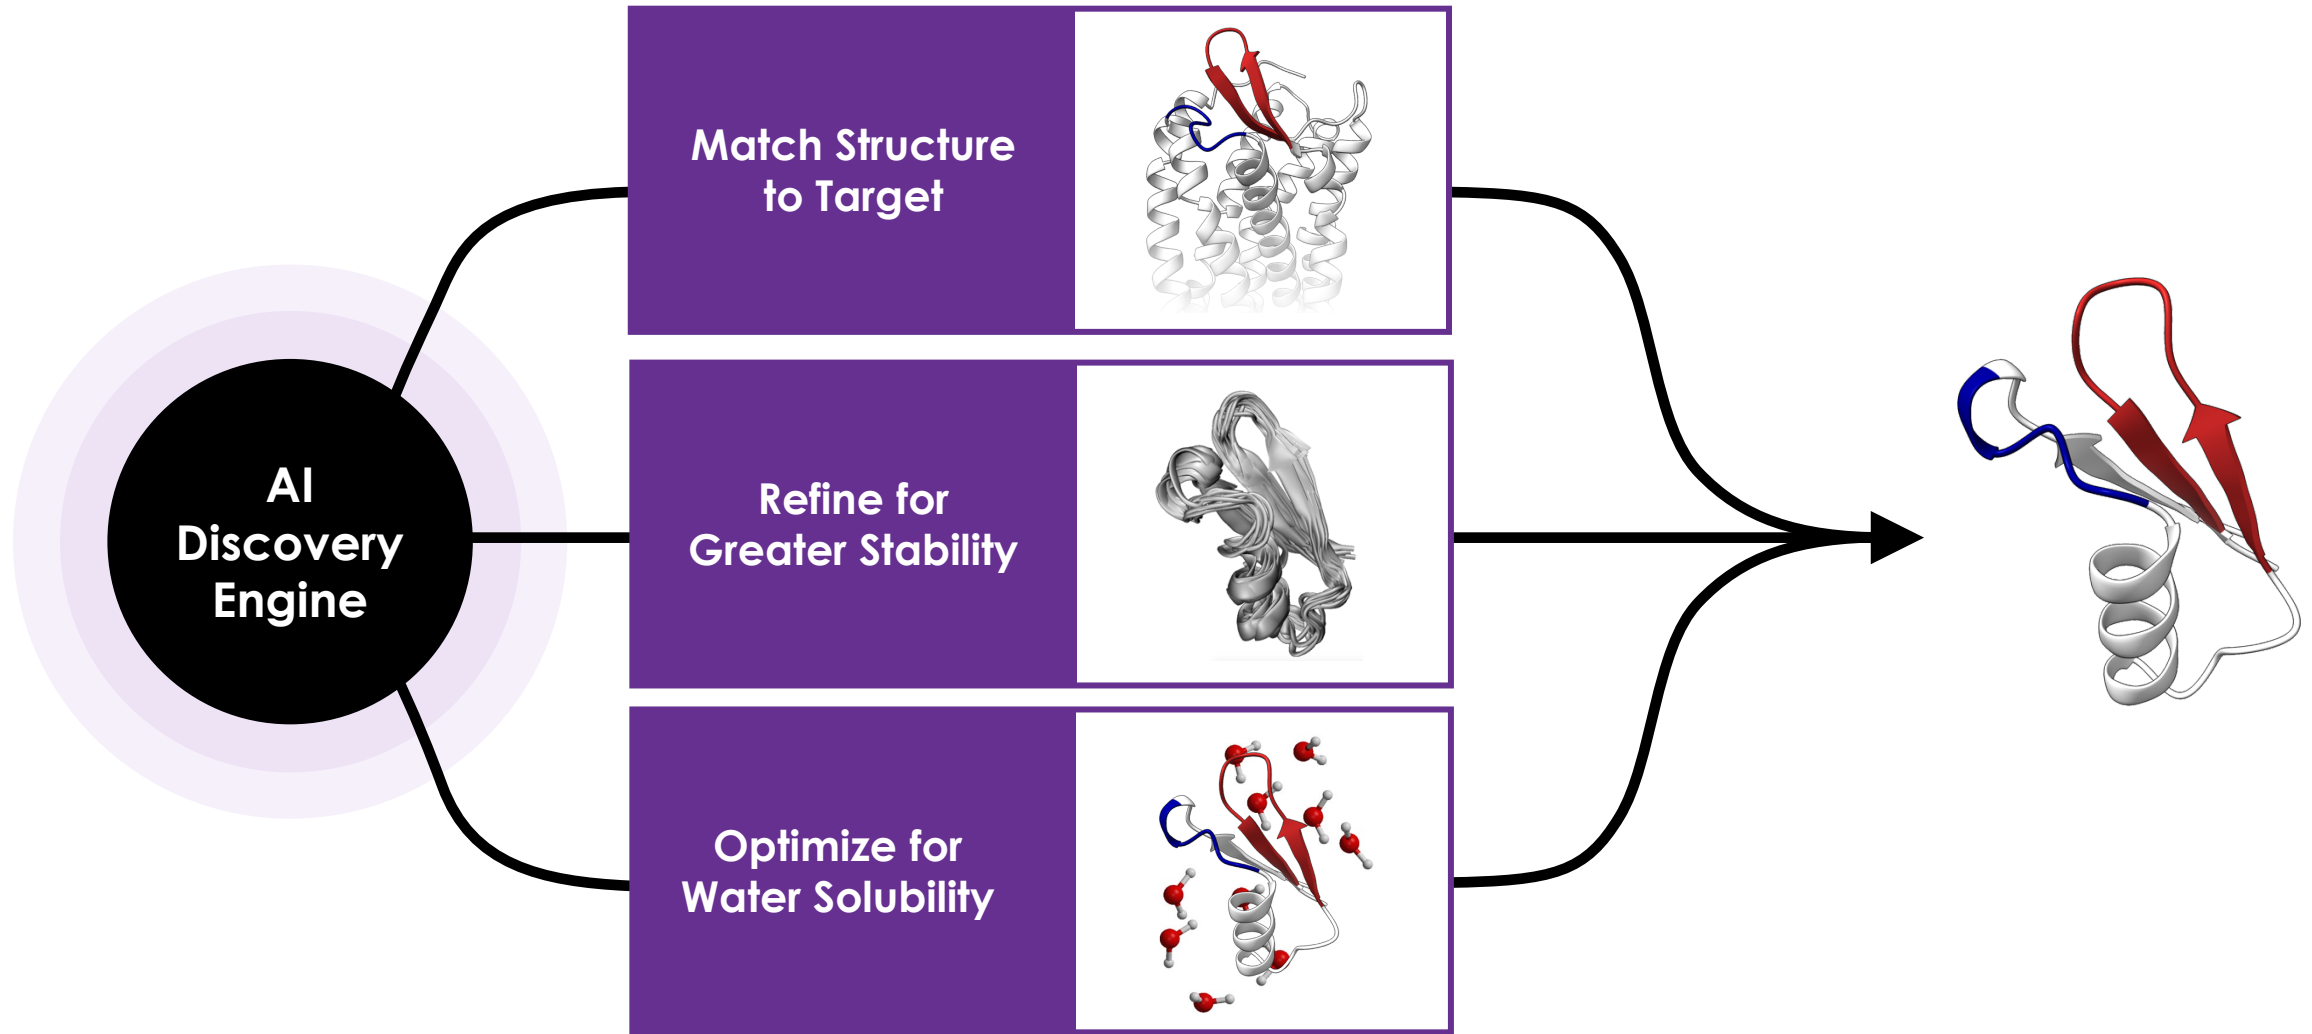 AI
Discovery
Engine
Match Structure
to Target
Refine for
Greater Stability
Optimize for
Water Solubility